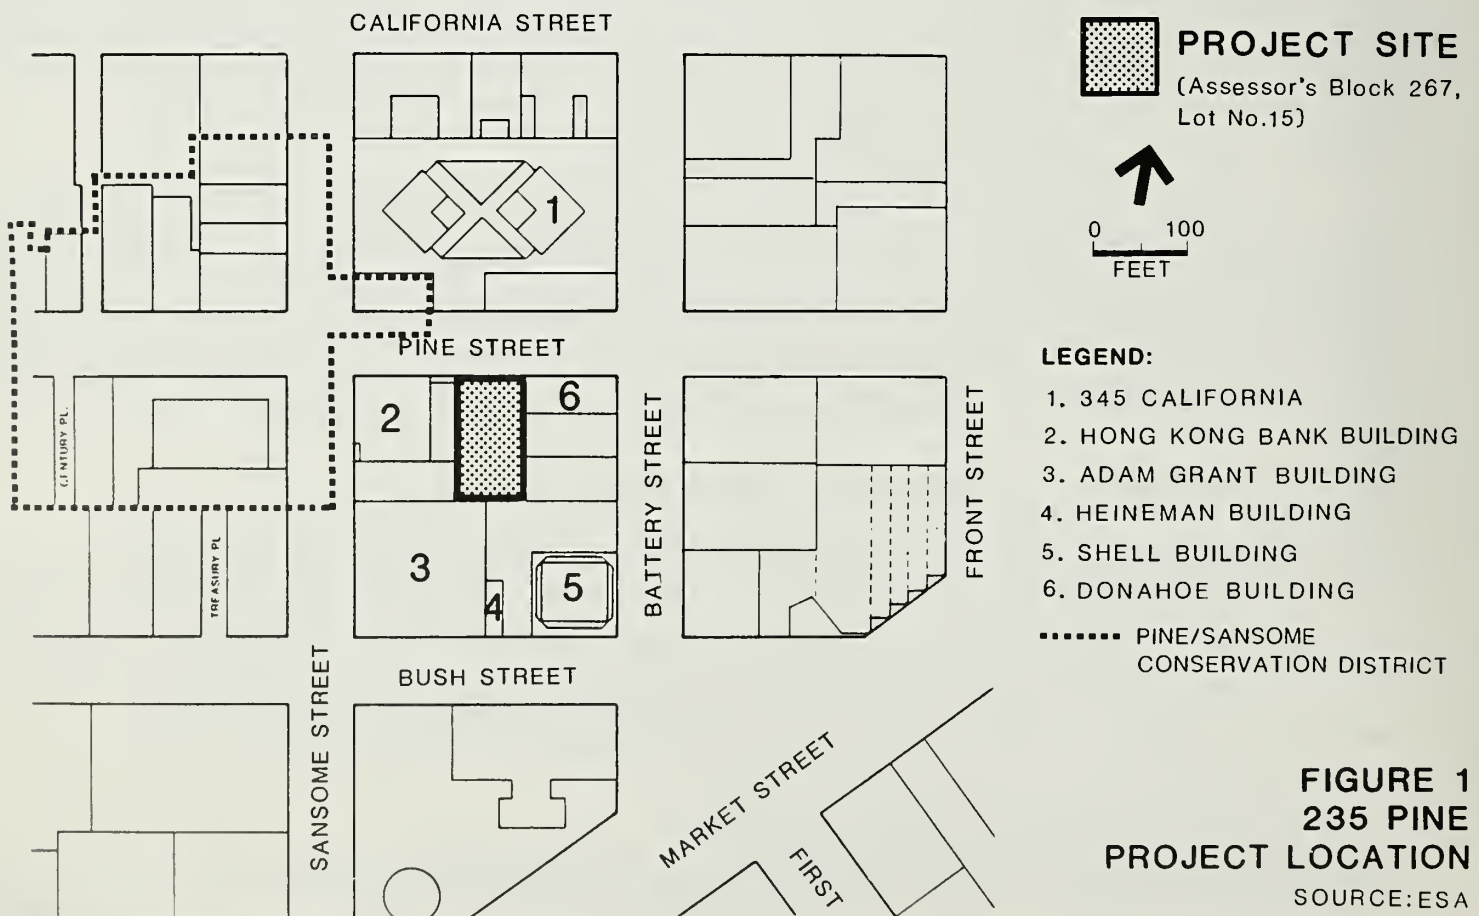 CALIFORNIA STREET
PROJECT SITE
(Assessor's Block 267,
Lot No.15)
0 100
FEET
1
PINE STREET
2
6
3
4
5
CENTURY PL.
TREASURY PL.
BATTERY STREET
FRONT STREET
SANSOME STREET
BUSH STREET
MARKET STREET
FIRST
LEGEND:
1. 345 CALIFORNIA
2. HONG KONG BANK BUILDING
3. ADAM GRANT BUILDING
4. HEINEMAN BUILDING
5. SHELL BUILDING
6. DONAHOE BUILDING
PINE/SANSOME
CONSERVATION DISTRICT
FIGURE 1
235 PINE
PROJECT LOCATION
SOURCE:ESA